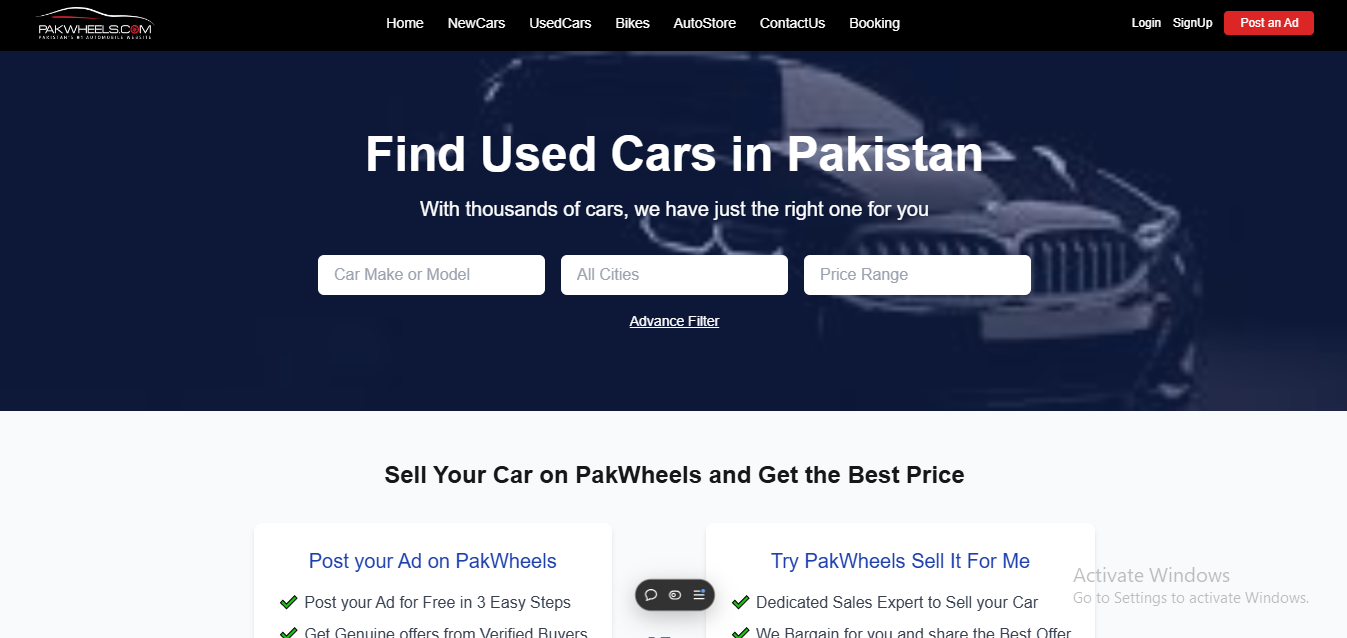 PAKWHEELS.COM
PAKISTAN'S #1 AUTOMOBILE WEBSITE
Home NewCars UsedCars Bikes AutoStore ContactUs Booking Login SignUp Post an Ad
Find Used Cars in Pakistan
With thousands of cars, we have just the right one for you
Car Make or Model All Cities Price Range
Advance Filter
Sell Your Car on PakWheels and Get the Best Price
Post your Ad on PakWheels
Post your Ad for Free in 3 Easy Steps
Get Genuine offers from Verified Buyers
Try PakWheels Sell It For Me
Dedicated Sales Expert to Sell your Car
We Bargain for you and share the Best Offer
Activate Windows
Go to Settings to activate Windows.